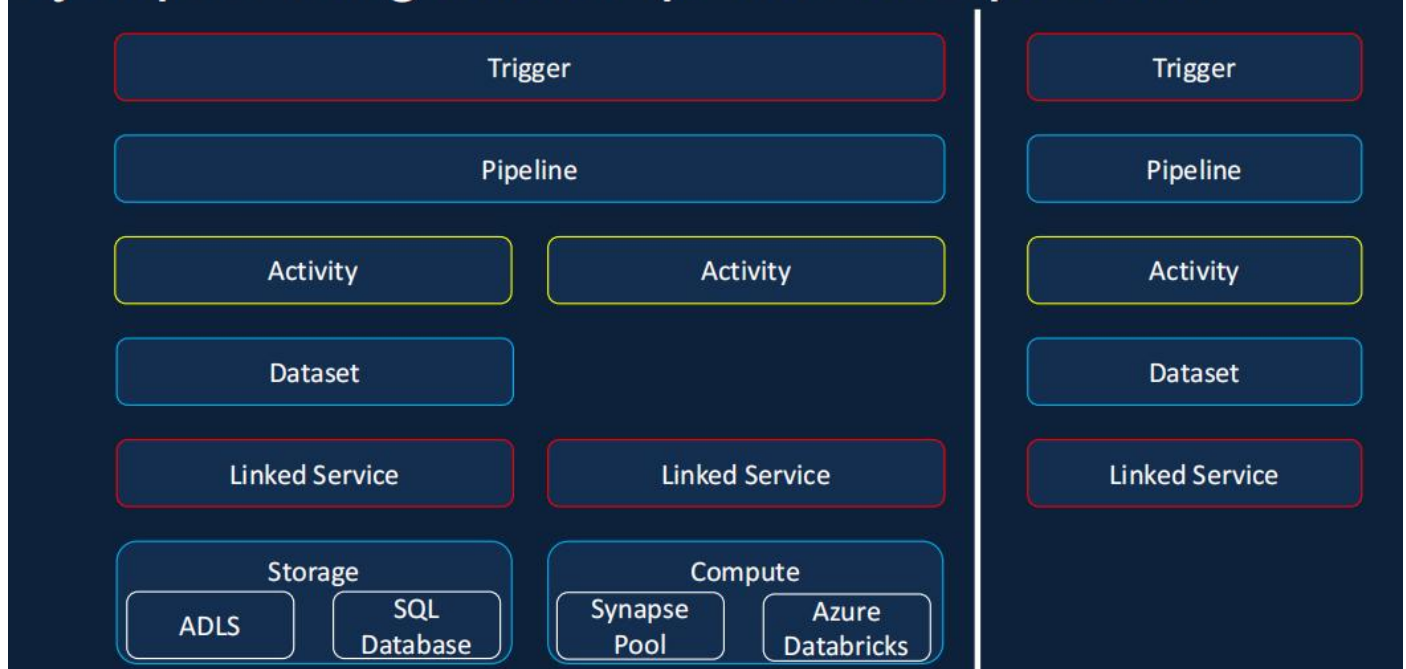 Trigger
Trigger
Pipeline
Pipeline
Activity
Activity
Activity
Dataset
Dataset
Linked Service
Linked Service
Linked Service
Storage
ADLS
SQL
Database
Compute
Synapse
Pool
Azure
Databricks